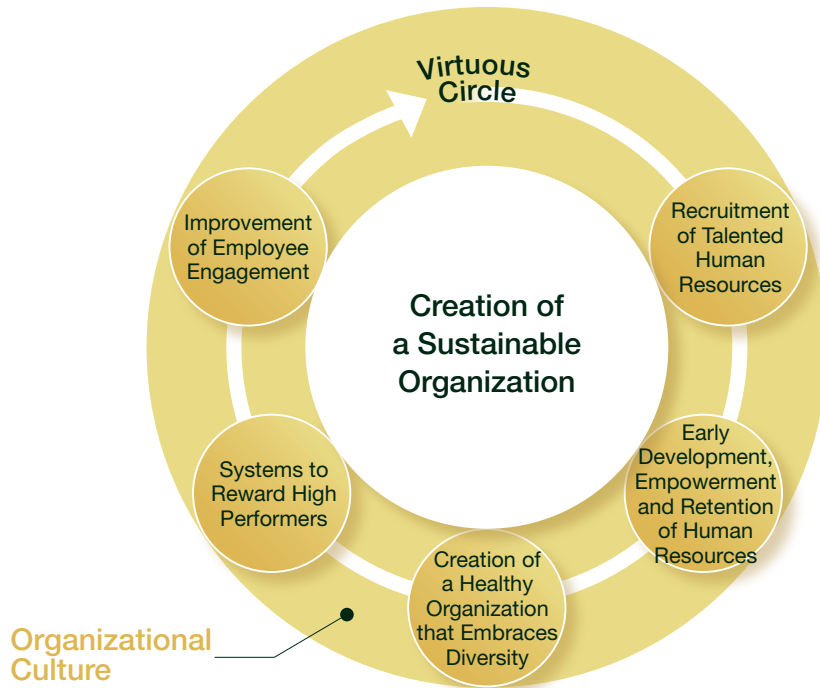 Virtuous
Circle
Recruitment
of Talented
Human
Resources
Early
Development,
Empowerment
and Retention
of Human
Resources
Creation of
a Healthy
Organization
that Embraces
Diversity
Systems to
Reward High
Performers
Improvement
of Employee
Engagement
Creation of
a Sustainable
Organization
Organizational
Culture